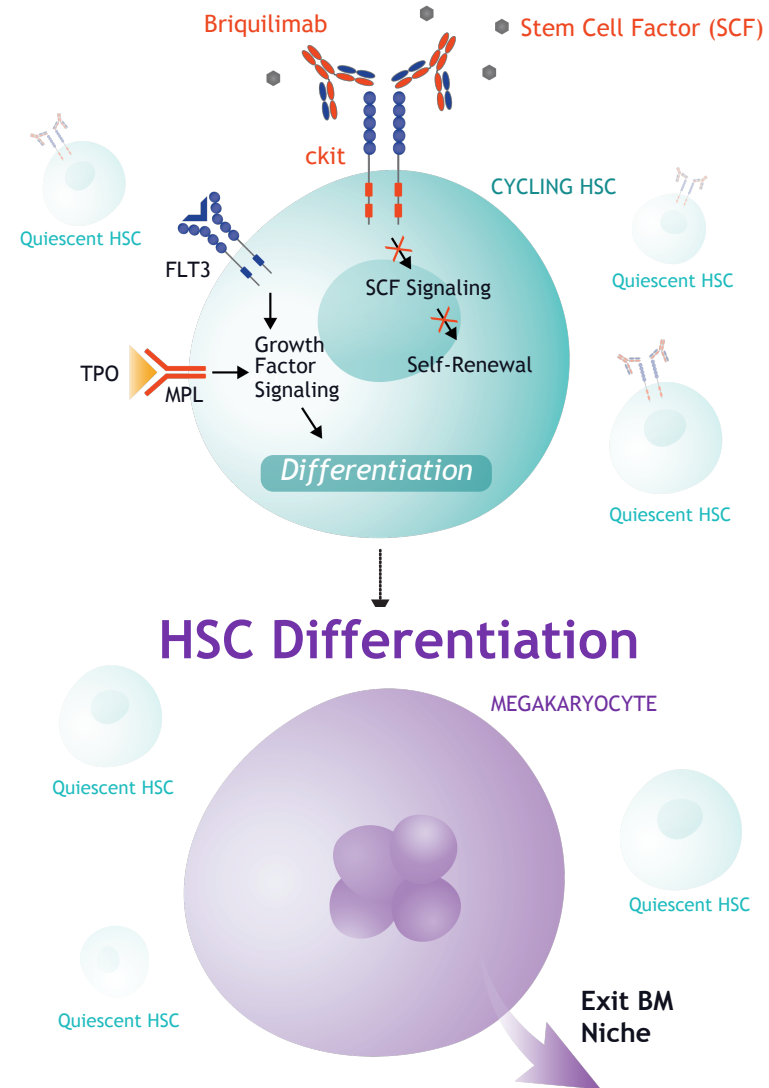 Briquilimab
Stem Cell Factor (SCF)
ckit
CYCLING HSC
Quiescent HSC
FLT3
Quiescent HSC
SCF Signaling
Growth
Factor
Signaling
TPO
MPL
Self-Renewal
Differentiation
Quiescent HSC
HSC Differentiation
MEGAKARYOCYTE
Quiescent HSC
Quiescent HSC
Exit BM
Niche
Quiescent HSC